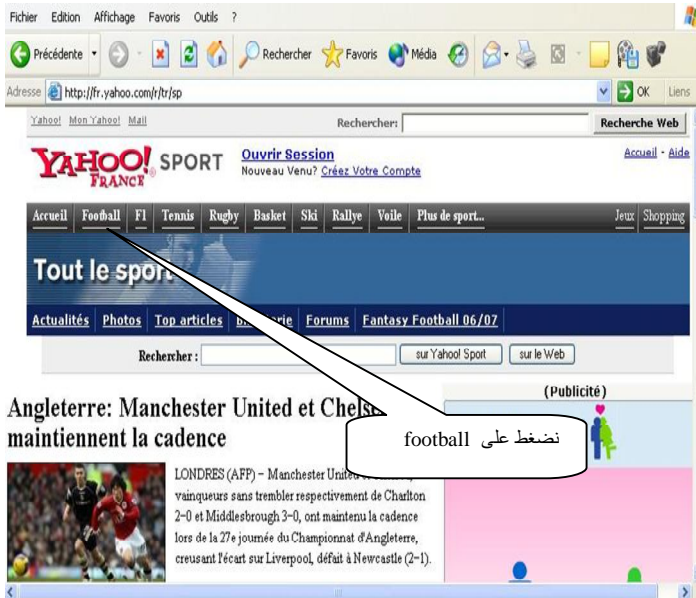 Fichier Edition Affichage Favoris Outils ?
Précédente Rechercher Favoris Média
Adresse http://fr.yahoo.com/r/tr/sp OK Liens
Yahoo! Mon Yahoo! Mail Rechercher: Recherche Web
YAHOO! FRANCE SPORT
Ouvrir Session
Nouveau Venu? Créez Votre Compte
Accueil - Aide
Accueil Football F1 Tennis Rugby Basket Ski Rallye Voile Plus de sport... Jeux Shopping
Tout le sport
Actualités Photos Top articles Forums Fantasy Football 06/07
Rechercher : sur Yahoo! Sport sur le Web
(Publicité)
Angleterre: Manchester United et Chelsea
maintiennent la cadence
نضغط على football
LONDRES (AFP) - Manchester United
vainqueurs sans trembler respectivement de Charlton
2-0 et Middlesbrough 3-0, ont maintenu la cadence
lors de la 27e journée du Championnat d'Angleterre,
creusant l'écart sur Liverpool, défait à Newcastle (2-1).